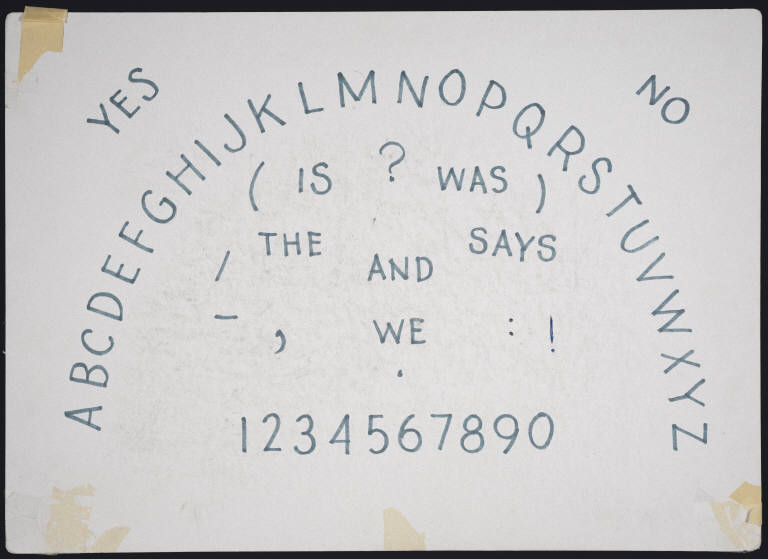 YES
NO
ABCDEFGHIJKLMNOPQRSTUVWXYZ
( IS ? WAS )
/ THE AND SAYS
– , WE : !
.
1234567890